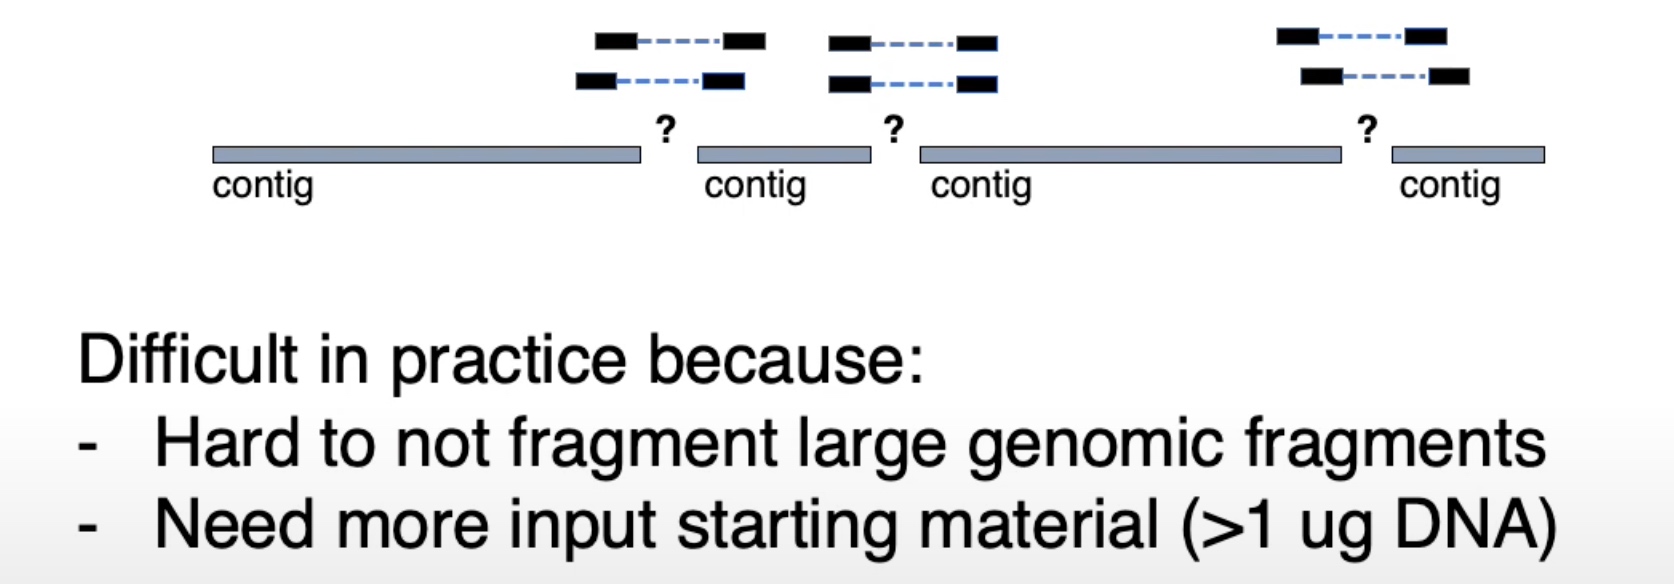 ? ? ?
contig contig contig contig
Difficult in practice because:
- Hard to not fragment large genomic fragments
- Need more input starting material (>1 ug DNA)